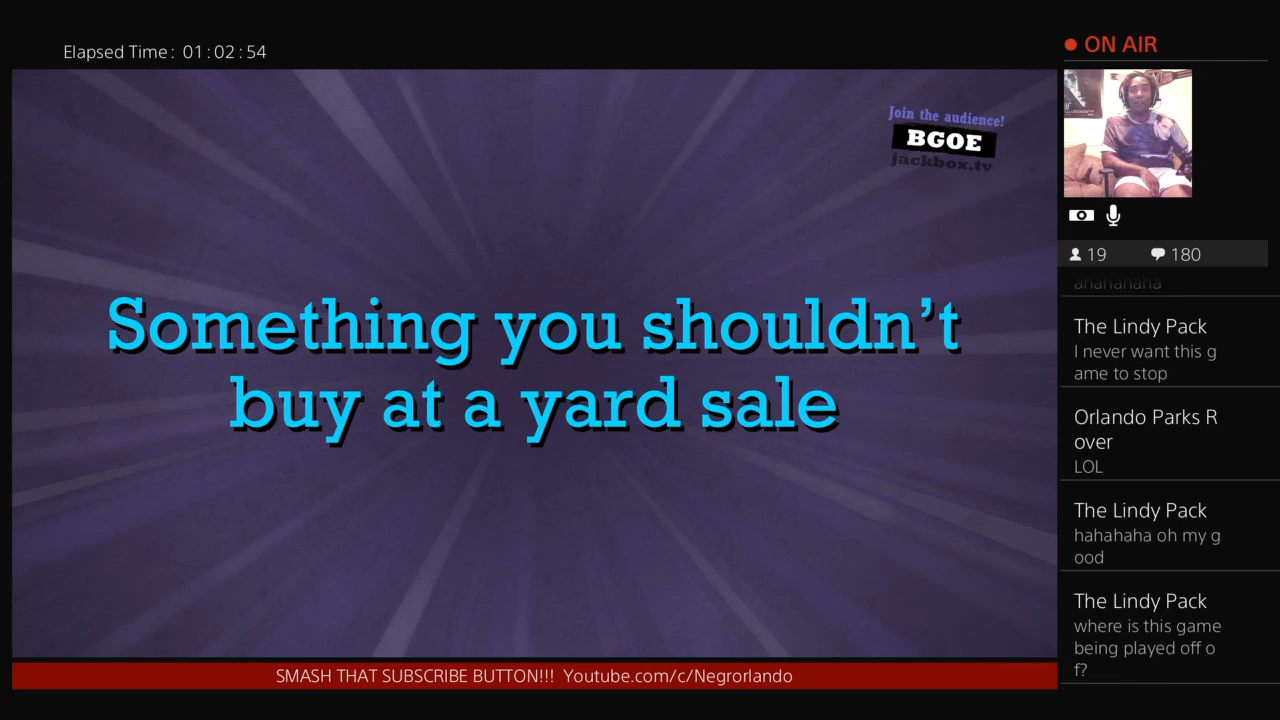 Elapsed Time: 01:02:54
ON AIR
Join the audience!
BGOE
jackbox.tv
Something you shouldn't
buy at a yard sale
19 180
ahahahaha
The Lindy Pack
I never want this g
ame to stop
Orlando Parks R
over
LOL
The Lindy Pack
hahahaha oh my g
ood
The Lindy Pack
where is this game
being played off o
f?
SMASH THAT SUBSCRIBE BUTTON!!! Youtube.com/c/Negrorlando